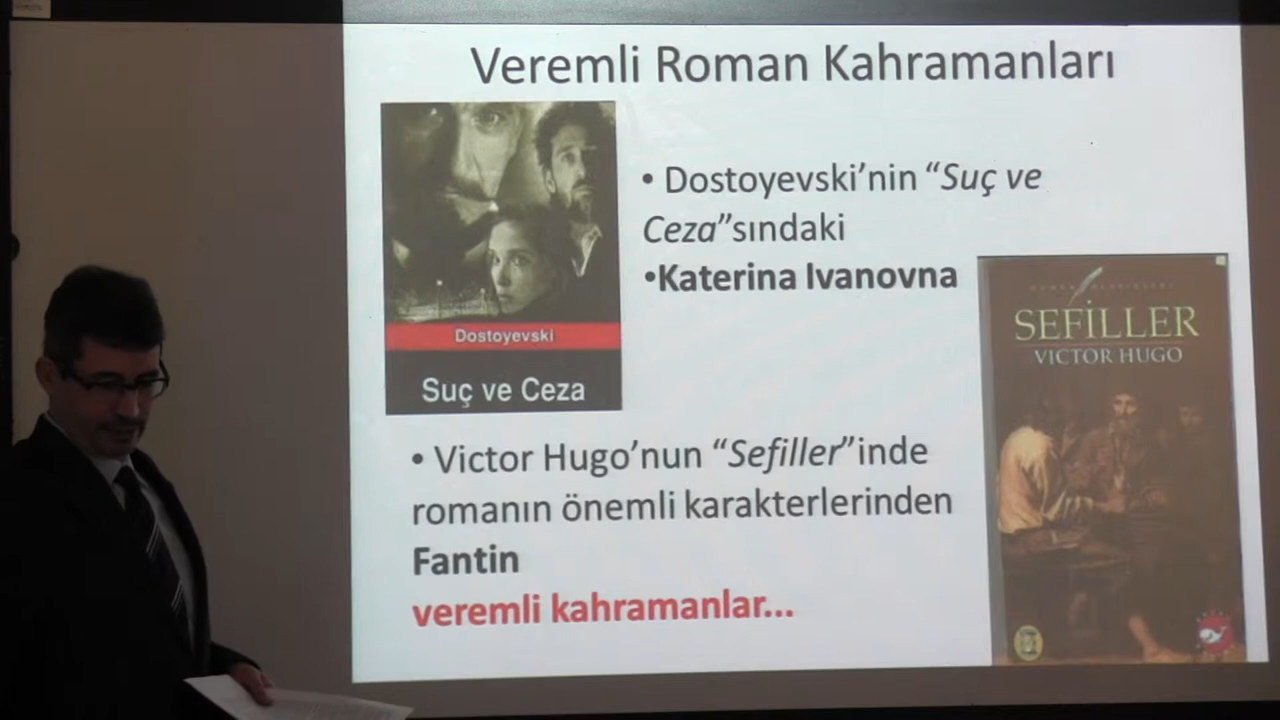 Veremli Roman Kahramanları
• Dostoyevski’nin “Suç ve
Ceza”sındaki
•Katerina Ivanovna
Dostoyevski
Suç ve Ceza
SEFİLLER
VICTOR HUGO
• Victor Hugo’nun “Sefiller”inde
romanın önemli karakterlerinden
Fantin
veremli kahramanlar...